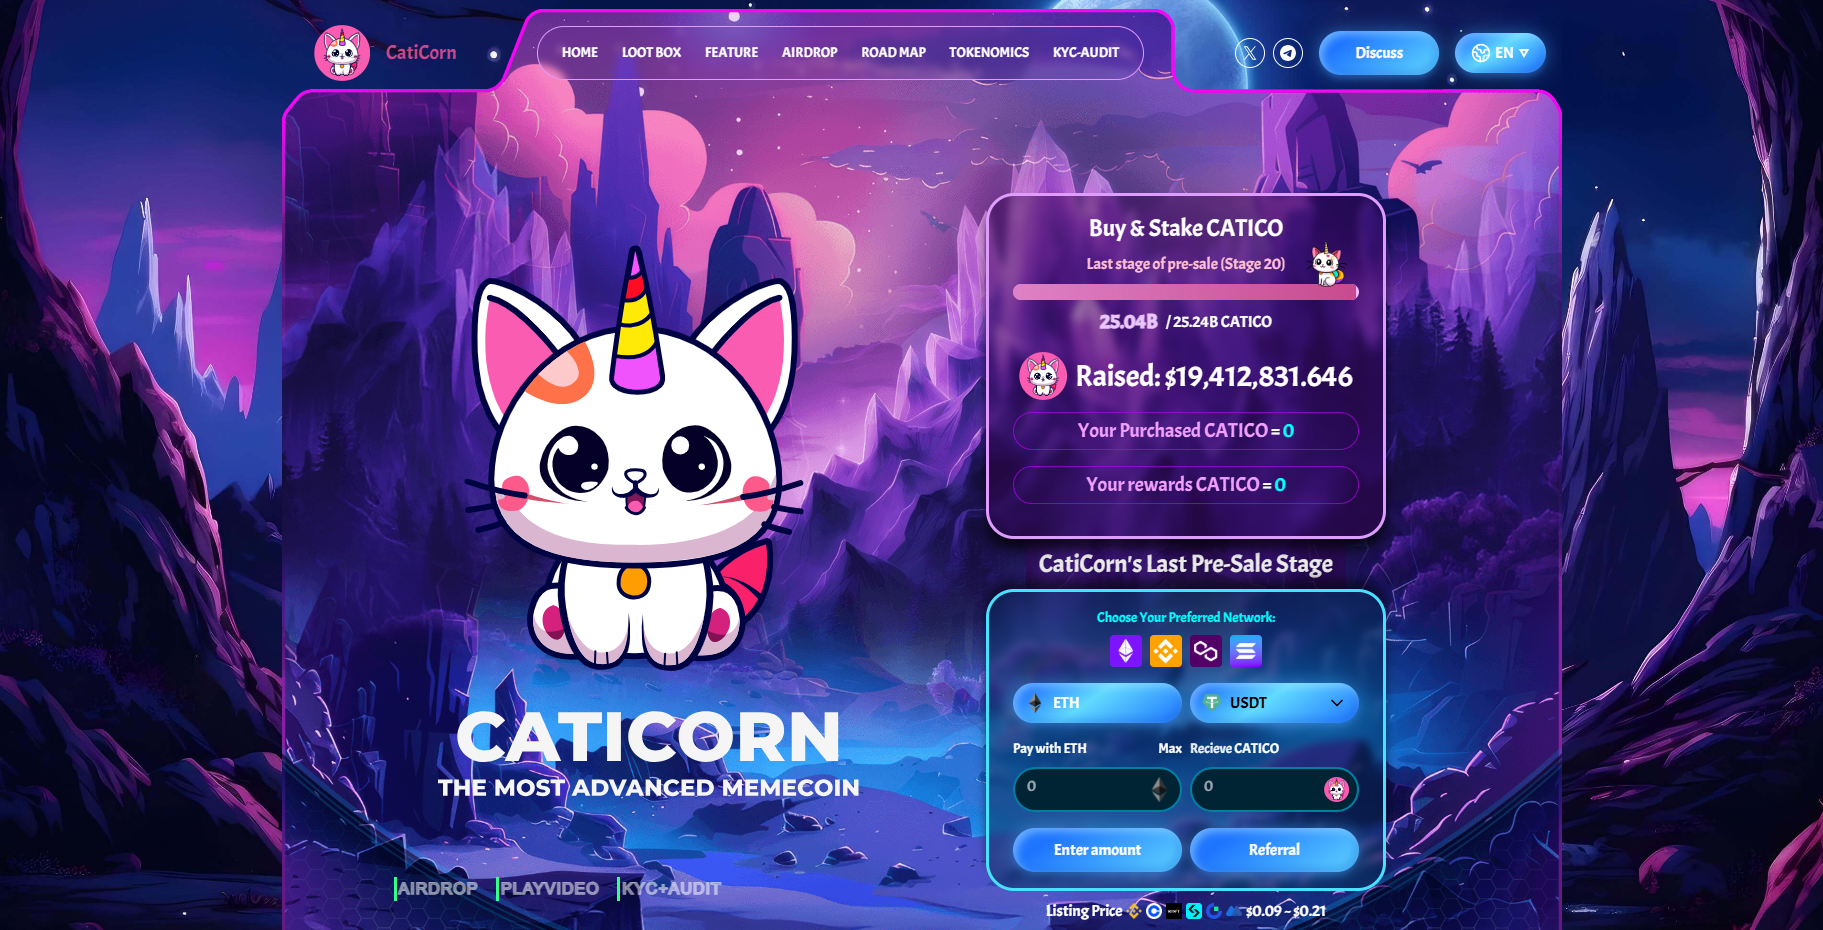 CatiCorn
HOME LOOT BOX FEATURE AIRDROP ROAD MAP TOKENOMICS KYC-AUDIT
Discuss
EN
Buy & Stake CATICO
Last stage of pre-sale (Stage 20)
25.04B / 25.24B CATICO
Raised: $19,412,831.646
Your Purchased CATICO = 0
Your rewards CATICO = 0
CatiCorn's Last Pre-Sale Stage
Choose Your Preferred Network:
ETH USDT
Pay with ETH Max Recieve CATICO
0 0
Enter amount Referral
Listing Price $0.09 ~ $0.21
CATICORN
THE MOST ADVANCED MEMECOIN
AIRDROP PLAYVIDEO KYC+AUDIT